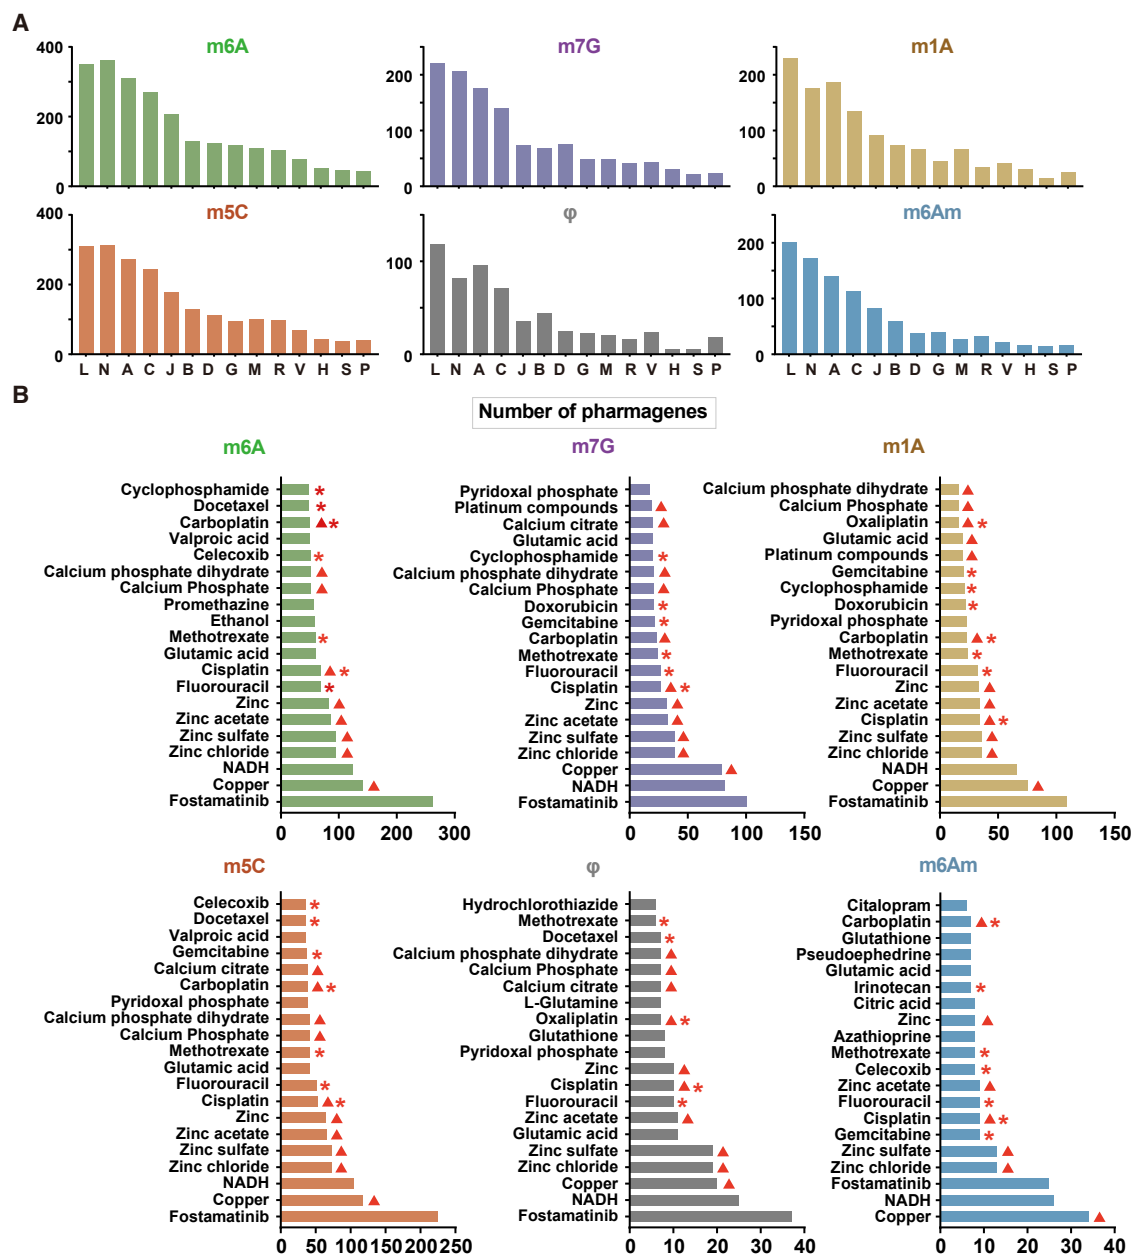 A
m6A
400
200
0
L N A C J B D G M R V H S P
m7G
200
100
0
L N A C J B D G M R V H S P
m1A
200
100
0
L N A C J B D G M R V H S P
m5C
400
200
0
L N A C J B D G M R V H S P
φ
100
0
L N A C J B D G M R V H S P
m6Am
200
100
0
L N A C J B D G M R V H S P
B
Number of pharmagenes
m6A
Cyclophosphamide *
Docetaxel *
Carboplatin ▲*
Valproic acid
Celecoxib *
Calcium phosphate dihydrate ▲
Calcium Phosphate ▲
Promethazine
Ethanol
Methotrexate *
Glutamic acid
Cisplatin ▲*
Fluorouracil *
Zinc ▲
Zinc acetate ▲
Zinc sulfate ▲
Zinc chloride ▲
NADH
Copper ▲
Fostamatinib
0 100 200 300
m7G
Pyridoxal phosphate
Platinum compounds ▲
Calcium citrate ▲
Glutamic acid
Cyclophosphamide *
Calcium phosphate dihydrate ▲
Calcium Phosphate ▲
Doxorubicin *
Gemcitabine *
Carboplatin ▲
Methotrexate *
Fluorouracil *
Cisplatin ▲*
Zinc ▲
Zinc acetate ▲
Zinc sulfate ▲
Zinc chloride ▲
Copper ▲
NADH
Fostamatinib
0 50 100 150
m1A
Calcium phosphate dihydrate ▲
Calcium Phosphate ▲
Oxaliplatin ▲*
Glutamic acid ▲
Platinum compounds ▲
Gemcitabine *
Cyclophosphamide *
Doxorubicin *
Pyridoxal phosphate
Carboplatin ▲*
Methotrexate *
Fluorouracil *
Zinc ▲
Zinc acetate ▲
Cisplatin ▲*
Zinc sulfate ▲
Zinc chloride ▲
NADH
Copper ▲
Fostamatinib
0 50 100 150
m5C
Celecoxib *
Docetaxel *
Valproic acid
Gemcitabine *
Calcium citrate ▲
Carboplatin ▲*
Pyridoxal phosphate
Calcium phosphate dihydrate ▲
Calcium Phosphate ▲
Methotrexate *
Glutamic acid
Fluorouracil *
Cisplatin ▲*
Zinc ▲
Zinc acetate ▲
Zinc sulfate ▲
Zinc chloride ▲
NADH
Copper ▲
Fostamatinib
0 50 100 150 200 250
φ
Hydrochlorothiazide
Methotrexate *
Docetaxel *
Calcium phosphate dihydrate ▲
Calcium Phosphate ▲
Calcium citrate ▲
L-Glutamine
Oxaliplatin ▲*
Glutathione
Pyridoxal phosphate
Zinc ▲
Cisplatin ▲*
Fluorouracil *
Zinc acetate ▲
Glutamic acid
Zinc sulfate ▲
Zinc chloride ▲
Copper ▲
NADH
Fostamatinib
0 10 20 30 40
m6Am
Citalopram
Carboplatin ▲*
Glutathione
Pseudoephedrine
Glutamic acid
Irinotecan *
Citric acid
Zinc ▲
Azathioprine
Methotrexate *
Celecoxib *
Zinc acetate ▲
Fluorouracil *
Cisplatin ▲*
Gemcitabine *
Zinc sulfate ▲
Zinc chloride ▲
Fostamatinib
NADH
Copper ▲
0 10 20 30 40